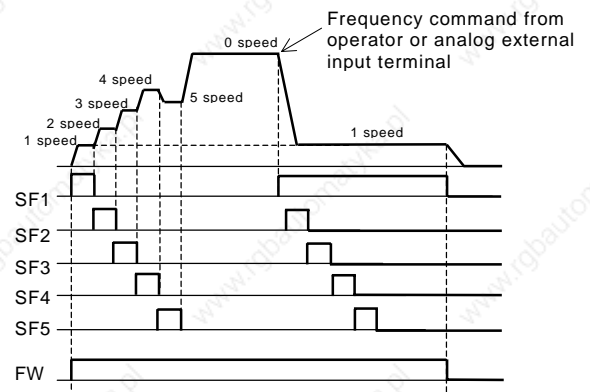 Frequency command from
operator or analog external
input terminal
0 speed
4 speed
3 speed
5 speed
2 speed
1 speed
1 speed
SF1
SF2
SF3
SF4
SF5
FW